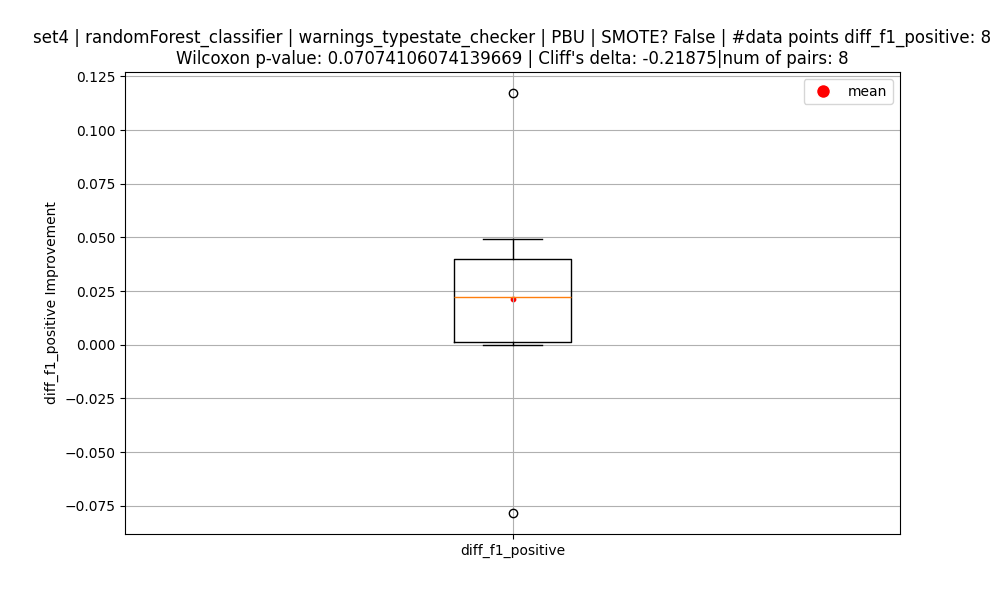 set4 | randomForest_classifier | warnings_typestate_checker | PBU | SMOTE? False | #data points diff_f1_positive: 8
Wilcoxon p-value: 0.07074106074139669 | Cliff's delta: -0.21875|num of pairs: 8
mean
0.125
0.100
0.075
0.050
0.025
0.000
−0.025
−0.050
−0.075
diff_f1_positive Improvement
diff_f1_positive